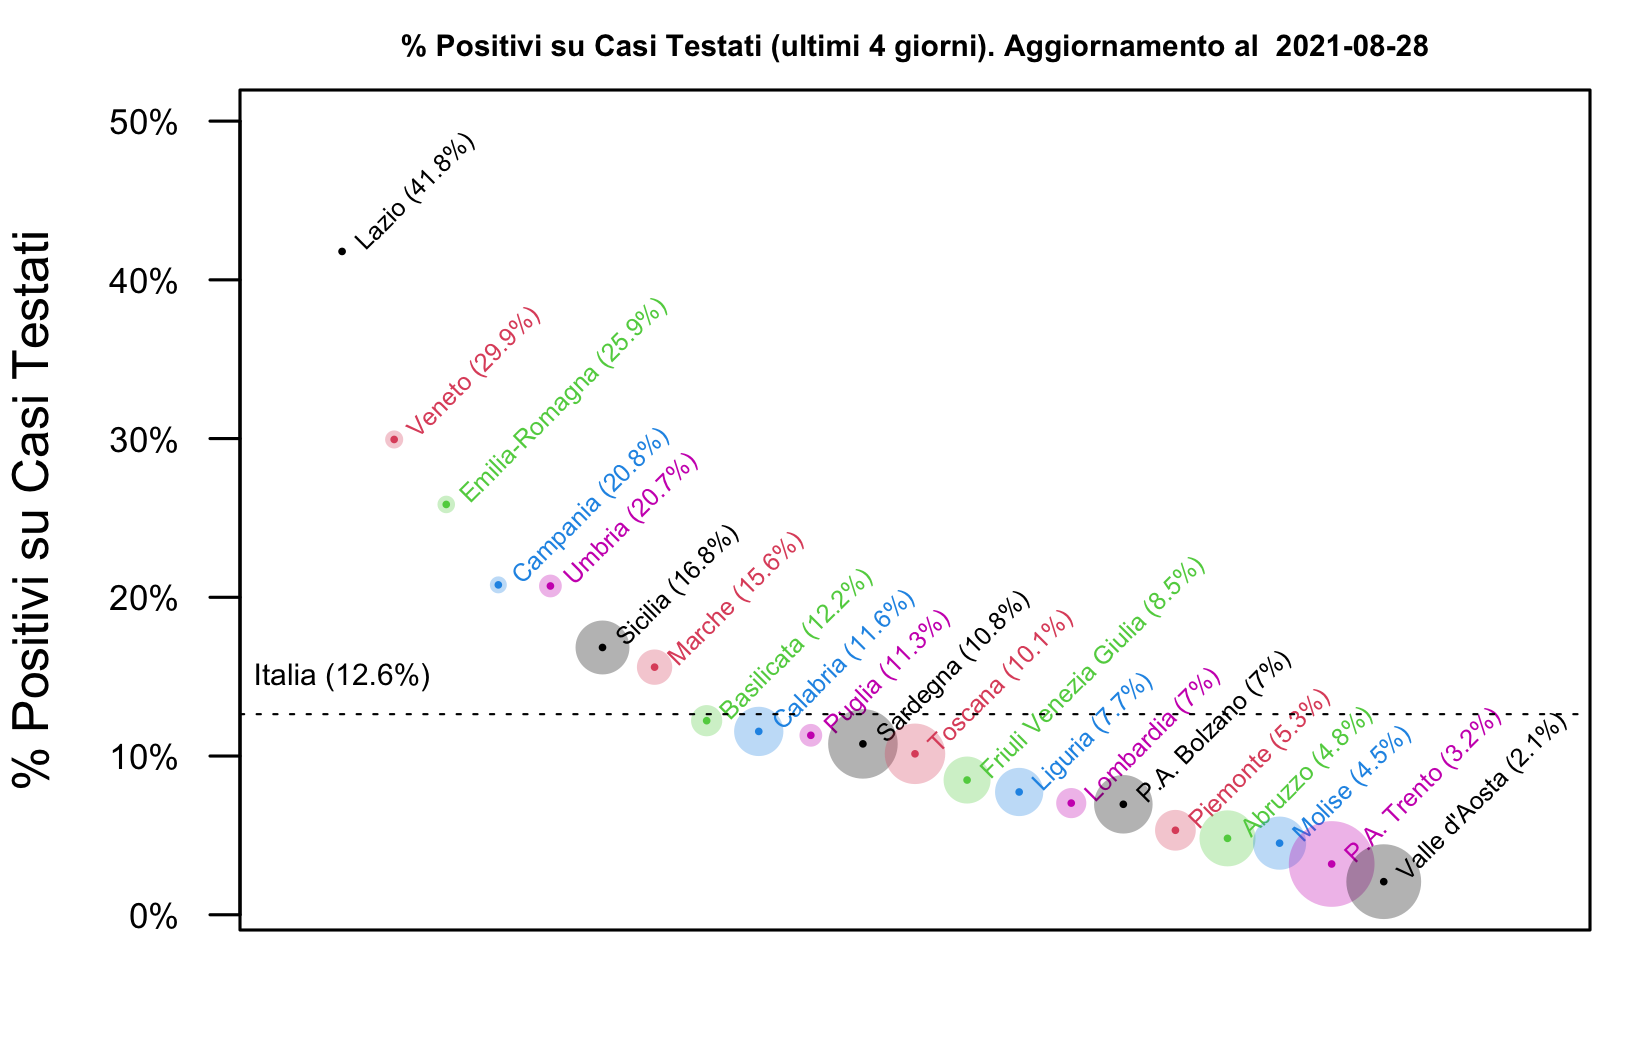 % Positivi su Casi Testati (ultimi 4 giorni). Aggiornamento al  2021-08-28
% Positivi su Casi Testati
50%
40%
30%
20%
10%
0%
Lazio (41.8%)
Veneto (29.9%)
Emilia-Romagna (25.9%)
Campania (20.8%)
Umbria (20.7%)
Sicilia (16.8%)
Marche (15.6%)
Italia (12.6%)
Basilicata (12.2%)
Calabria (11.6%)
Puglia (11.3%)
Sardegna (10.8%)
Toscana (10.1%)
Friuli Venezia Giulia (8.5%)
Liguria (7.7%)
Lombardia (7%)
P.A. Bolzano (7%)
Piemonte (5.3%)
Abruzzo (4.8%)
Molise (4.5%)
P.A. Trento (3.2%)
Valle d'Aosta (2.1%)